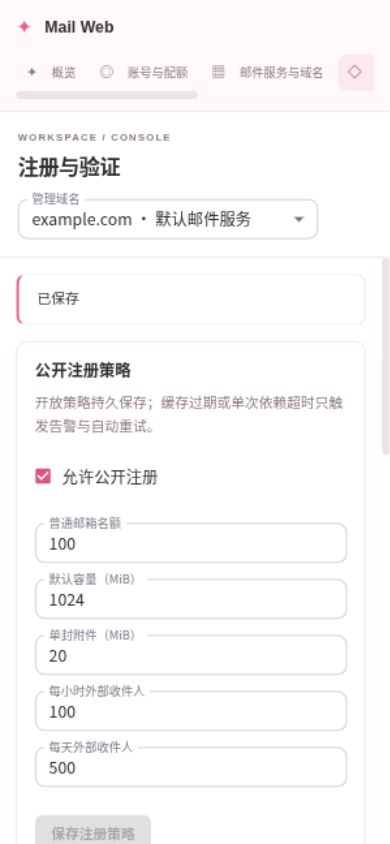 Mail Web
概览 账号与配额 邮件服务与域名
WORKSPACE / CONSOLE
注册与验证
管理域名
example.com · 默认邮件服务
已保存
公开注册策略
开放策略持久保存；缓存过期或单次依赖超时只触
发告警与自动重试。
允许公开注册
普通邮箱名额
100
默认容量（MiB）
1024
单封附件（MiB）
20
每小时外部收件人
100
每天外部收件人
500
保存注册策略